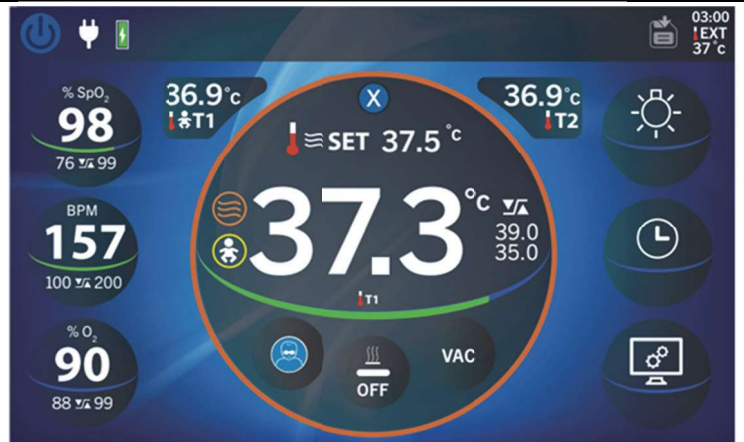 03:00
EXT
37 °c
% SpO₂
98
76 99
36.9°c
T1
X
36.9°c
T2
SET 37.5 °c
BPM
157
100 200
37.3 °c
39.0
35.0
T1
% O₂
90
88 99
OFF
VAC